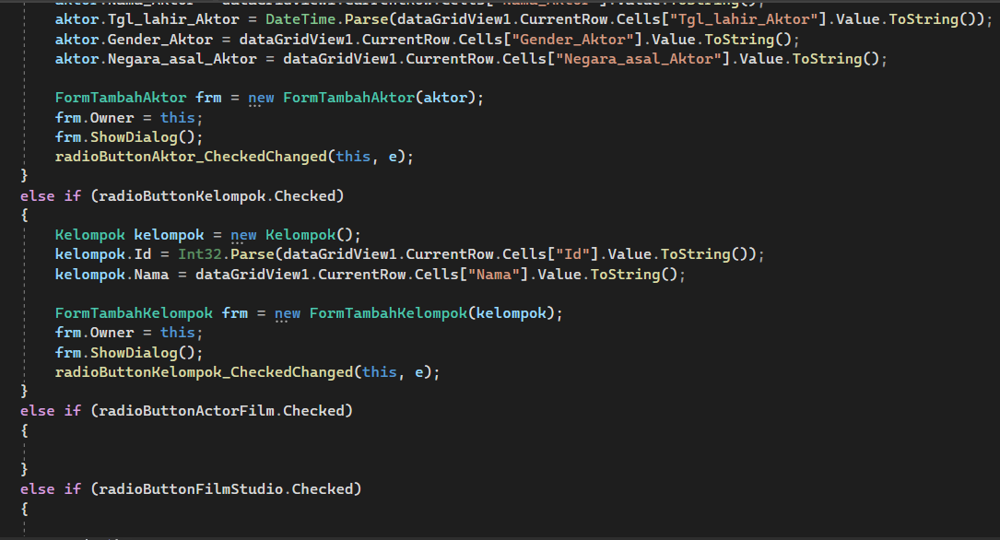 aktor.Tgl_lahir_Aktor = DateTime.Parse(dataGridView1.CurrentRow.Cells["Tgl_lahir_Aktor"].Value.ToString());
aktor.Gender_Aktor = dataGridView1.CurrentRow.Cells["Gender_Aktor"].Value.ToString();
aktor.Negara_asal_Aktor = dataGridView1.CurrentRow.Cells["Negara_asal_Aktor"].Value.ToString();
FormTambahAktor frm = new FormTambahAktor(aktor);
frm.Owner = this;
frm.ShowDialog();
radioButtonAktor_CheckedChanged(this, e);
}
else if (radioButtonKelompok.Checked)
{
Kelompok kelompok = new Kelompok();
kelompok.Id = Int32.Parse(dataGridView1.CurrentRow.Cells["Id"].Value.ToString());
kelompok.Nama = dataGridView1.CurrentRow.Cells["Nama"].Value.ToString();
FormTambahKelompok frm = new FormTambahKelompok(kelompok);
frm.Owner = this;
frm.ShowDialog();
radioButtonKelompok_CheckedChanged(this, e);
}
else if (radioButtonActorFilm.Checked)
{
}
else if (radioButtonFilmStudio.Checked)
{